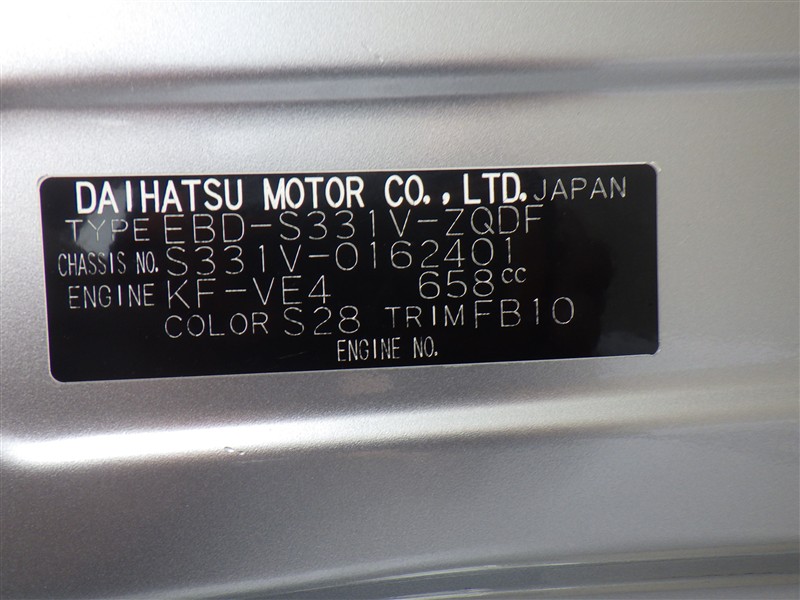 DAIHATSU MOTOR CO.,LTD. JAPAN
TYPE EBD-S331V-ZQDF
CHASSIS NO. S331V-0162401
ENGINE KF-VE4 658cc
COLOR S28 TRIM FB10
ENGINE NO.